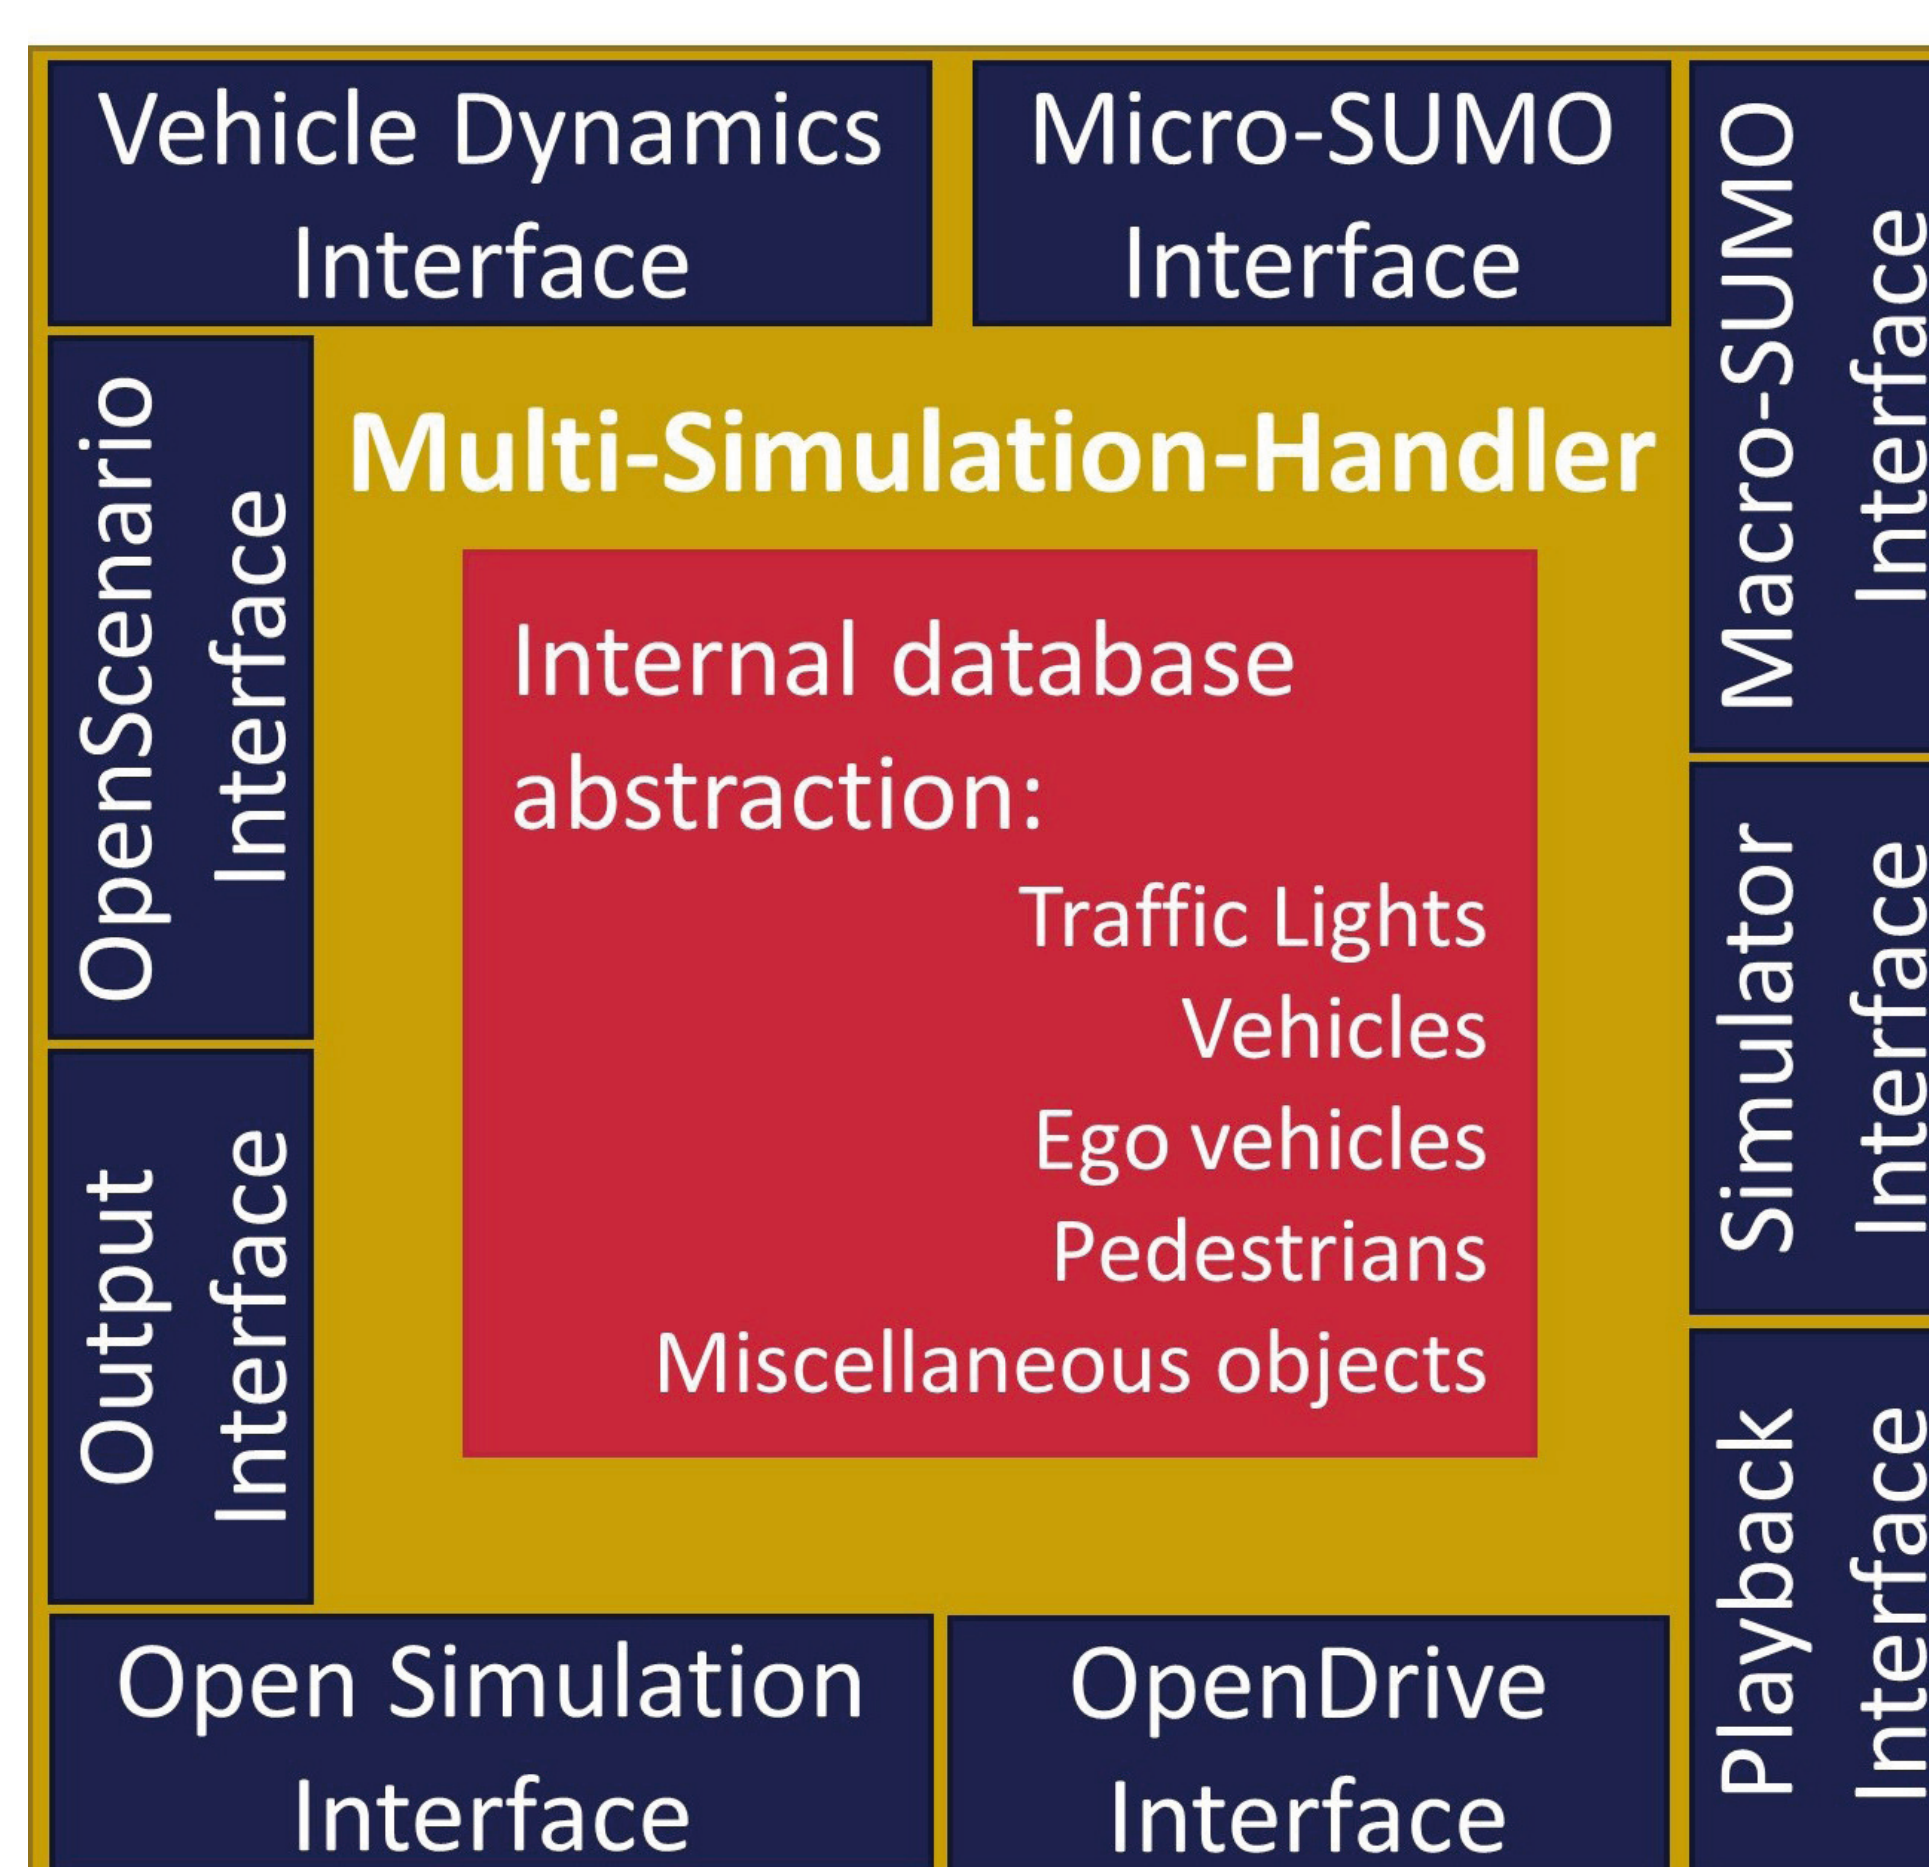 Vehicle Dynamics
Interface
Micro-SUMO
Interface
Macro-SUMO
Interface
OpenScenario
Interface
Multi-Simulation-Handler
Internal database
abstraction:
Traffic Lights
Vehicles
Ego vehicles
Pedestrians
Miscellaneous objects
Simulator
Interface
Output
Interface
Playback
Interface
Open Simulation
Interface
OpenDrive
Interface